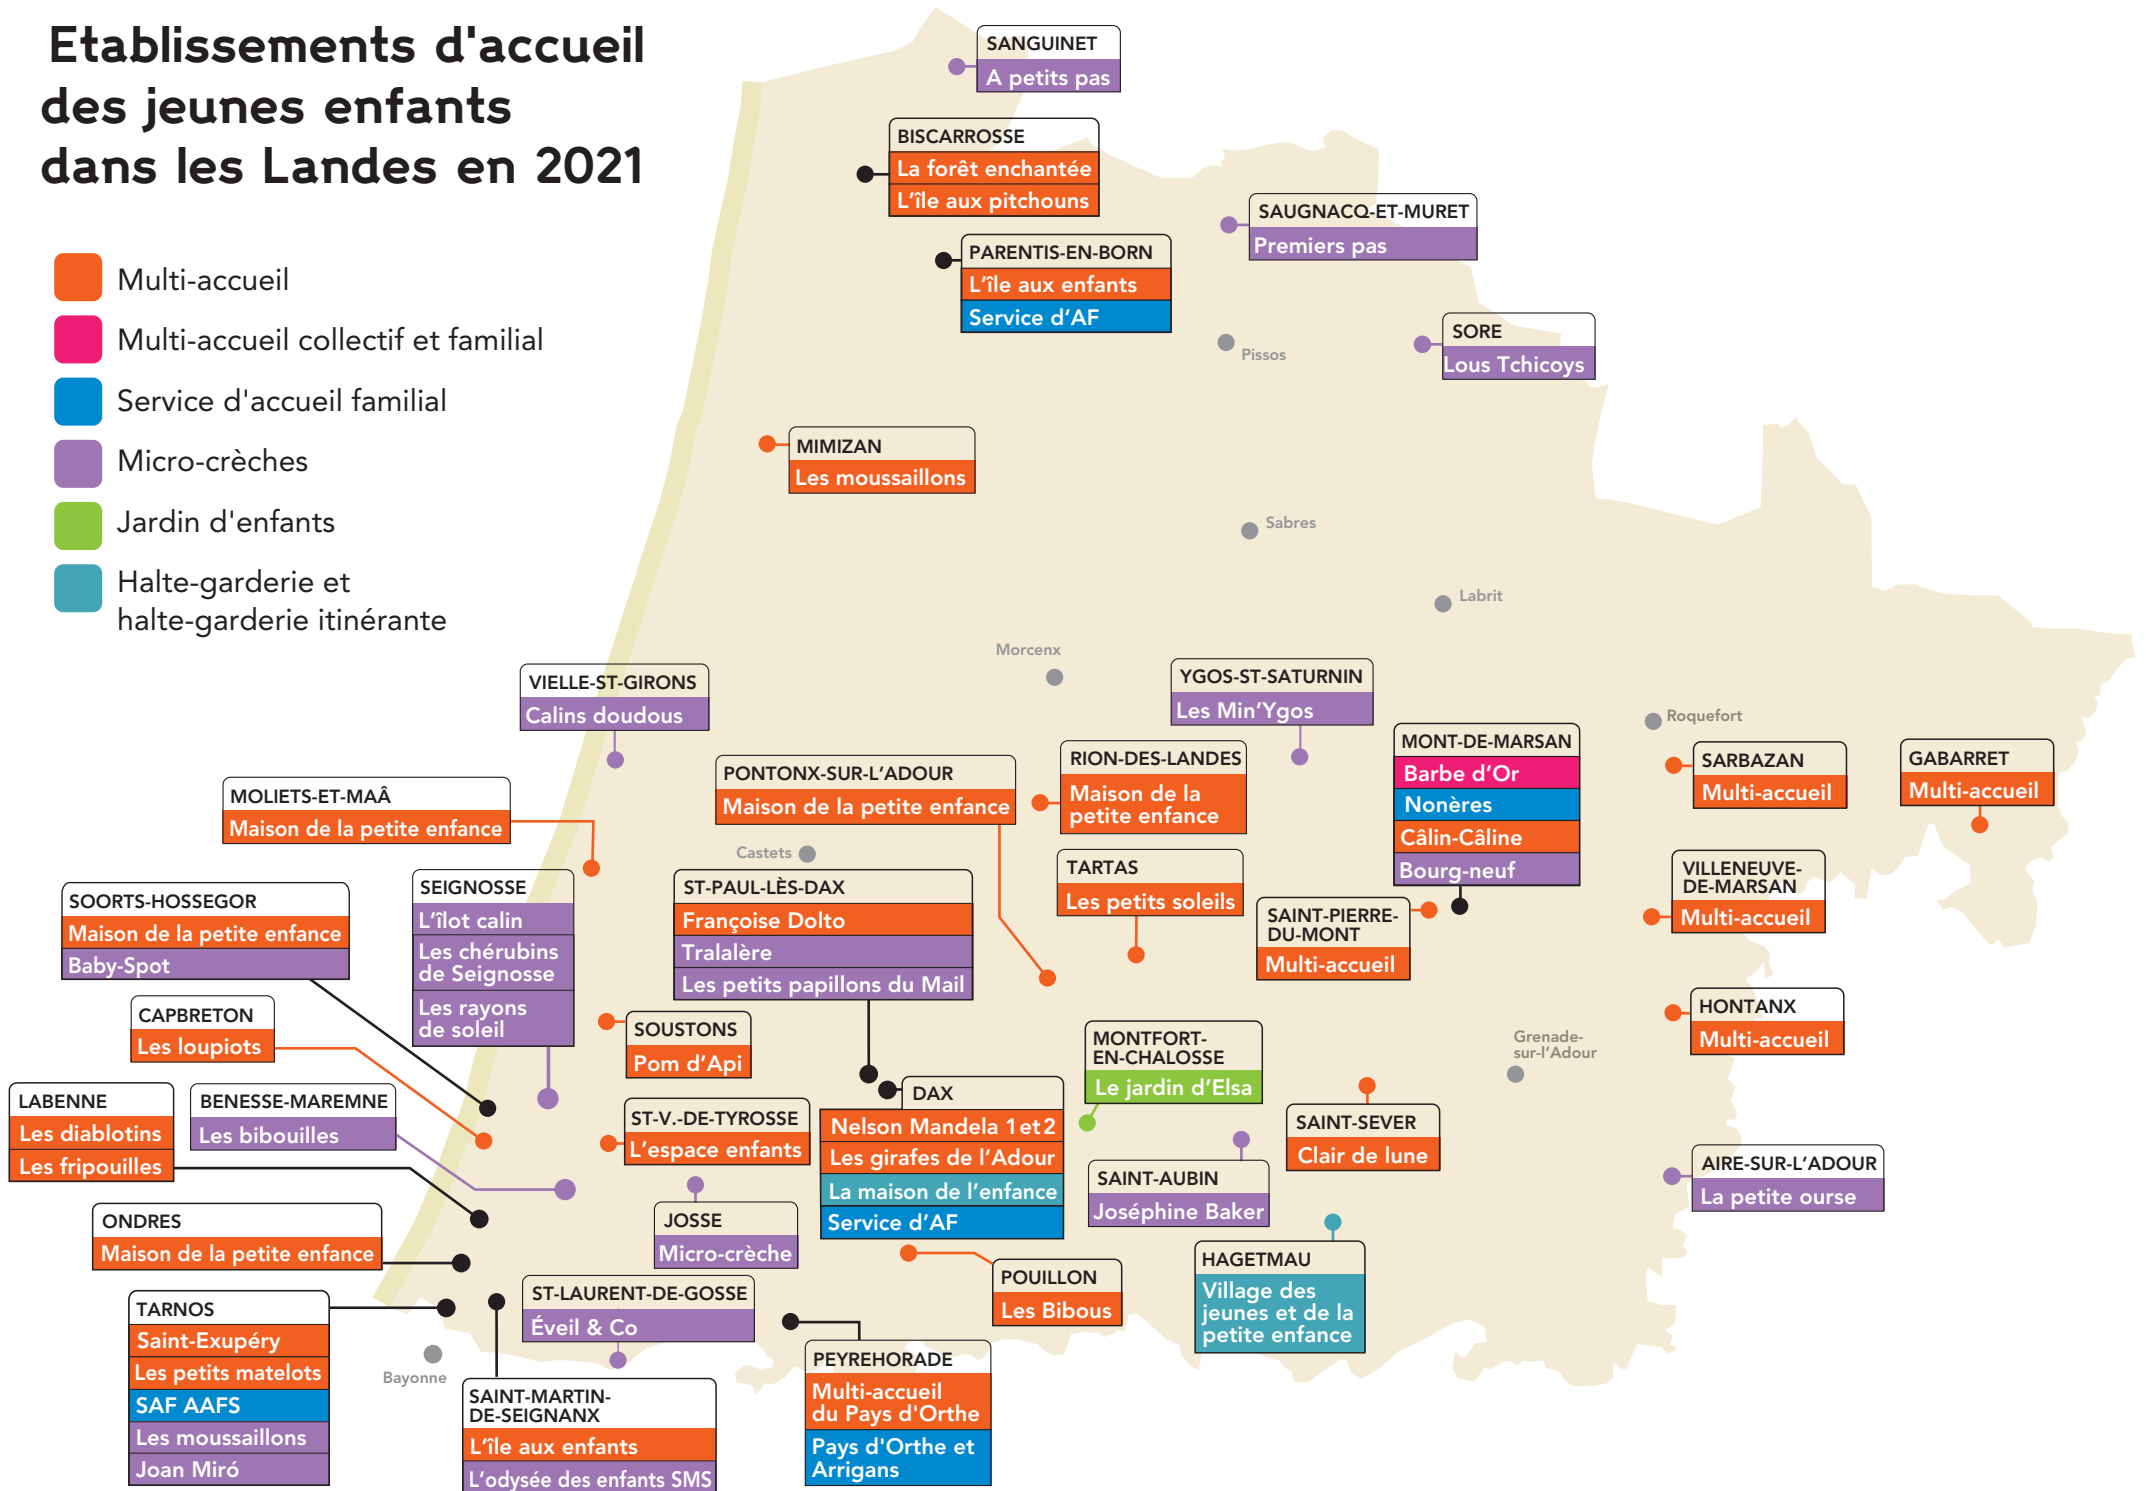 Etablissements d'accueil
des jeunes enfants
dans les Landes en 2021
Multi-accueil
Multi-accueil collectif et familial
Service d'accueil familial
Micro-crèches
Jardin d'enfants
Halte-garderie et
halte-garderie itinérante
SANGUINET
A petits pas
BISCARROSSE
La forêt enchantée
L'île aux pitchouns
SAUGNACQ-ET-MURET
Premiers pas
PARENTIS-EN-BORN
L'île aux enfants
Service d'AF
Pissos
SORE
Lous Tchicoys
MIMIZAN
Les moussaillons
Sabres
Labrit
Morcenx
VIELLE-ST-GIRONS
Calins doudous
YGOS-ST-SATURNIN
Les Min'Ygos
Roquefort
MOLIETS-ET-MAÂ
Maison de la petite enfance
PONTONX-SUR-L'ADOUR
Maison de la petite enfance
RION-DES-LANDES
Maison de la
petite enfance
MONT-DE-MARSAN
Barbe d'Or
Nonères
Câlin-Câline
Bourg-neuf
SARBAZAN
Multi-accueil
GABARRET
Multi-accueil
Castets
TARTAS
Les petits soleils
SAINT-PIERRE-
DU-MONT
Multi-accueil
VILLENEUVE-
DE-MARSAN
Multi-accueil
SOORTS-HOSSEGOR
Maison de la petite enfance
Baby-Spot
SEIGNOSSE
L'îlot calin
Les chérubins
de Seignosse
Les rayons
de soleil
ST-PAUL-LÈS-DAX
Françoise Dolto
Tralalère
Les petits papillons du Mail
CAPBRETON
Les loupiots
SOUSTONS
Pom d'Api
MONTFORT-
EN-CHALOSSE
Le jardin d'Elsa
Grenade-
sur-l'Adour
HONTANX
Multi-accueil
LABENNE
Les diablotins
Les fripouilles
BENESSE-MAREMNE
Les bibouilles
ST-V.-DE-TYROSSE
L'espace enfants
DAX
Nelson Mandela 1 et 2
Les girafes de l'Adour
La maison de l'enfance
Service d'AF
SAINT-AUBIN
Joséphine Baker
SAINT-SEVER
Clair de lune
AIRE-SUR-L'ADOUR
La petite ourse
ONDRES
Maison de la petite enfance
JOSSE
Micro-crèche
HAGETMAU
Village des
jeunes et de la
petite enfance
POUILLON
Les Bibous
TARNOS
Saint-Exupéry
Les petits matelots
SAF AAFS
Les moussaillons
Joan Miró
Bayonne
ST-LAURENT-DE-GOSSE
Éveil & Co
SAINT-MARTIN-
DE-SEIGNANX
L'île aux enfants
L'odysée des enfants SMS
PEYREHORADE
Multi-accueil
du Pays d'Orthe
Pays d'Orthe et
Arrigans